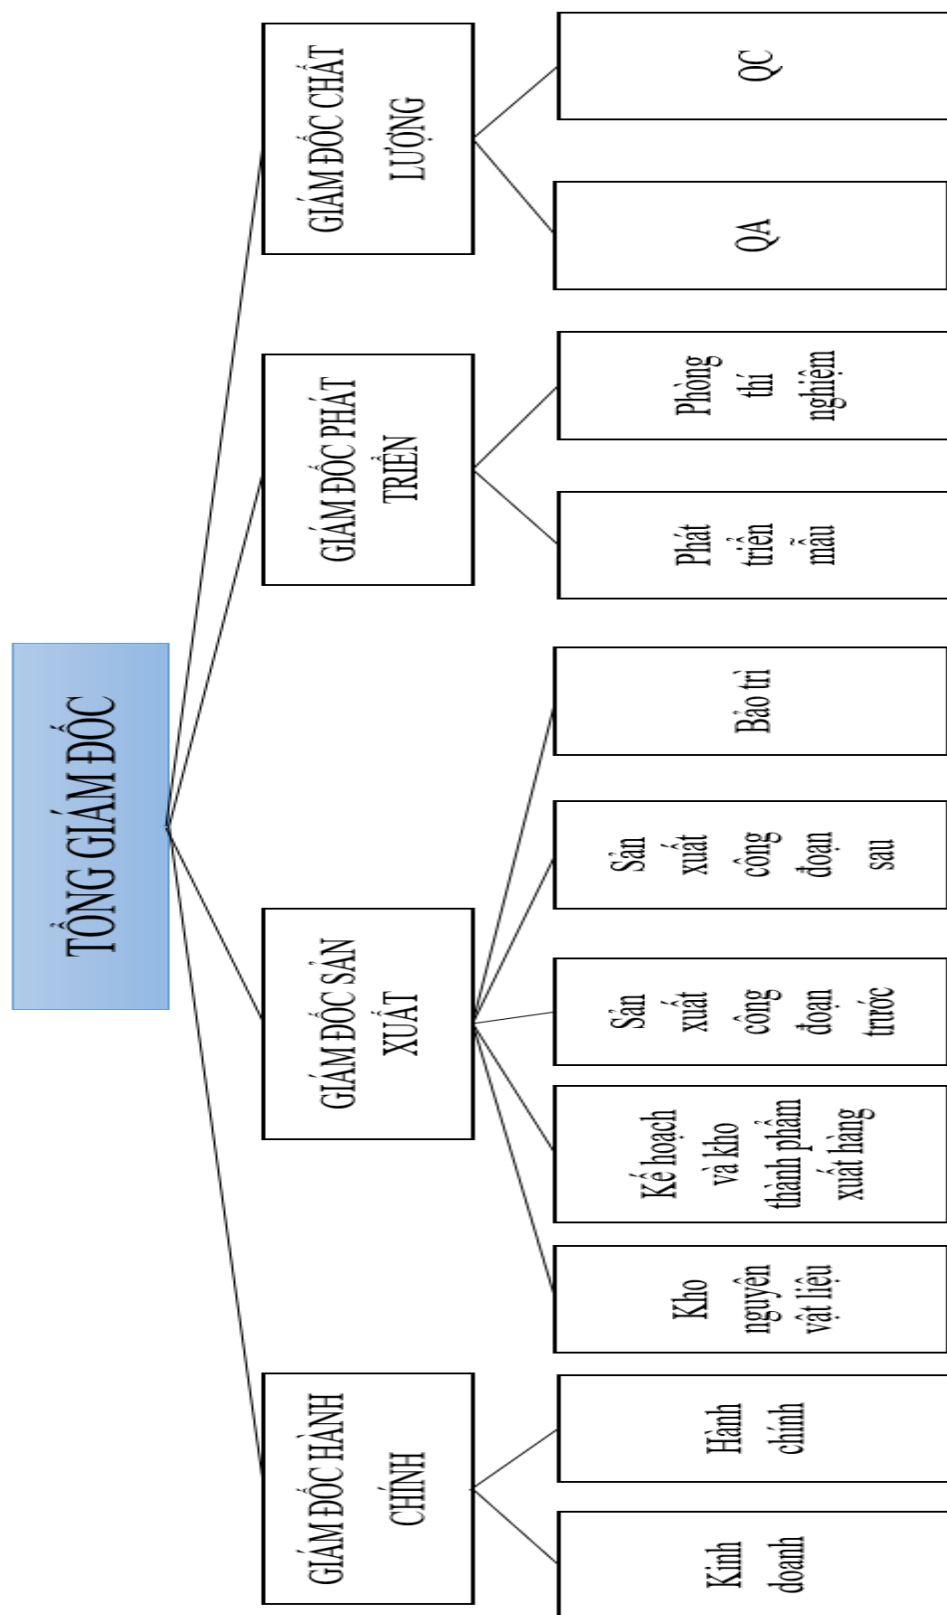 TỔNG GIÁM ĐỐC
GIÁM ĐỐC HÀNH
CHÍNH
GIÁM ĐỐC SẢN
XUẤT
GIÁM ĐỐC PHÁT
TRIỂN
GIÁM ĐỐC CHẤT
LƯỢNG
Kinh
doanh
Hành
chính
Kho
nguyên
vật liệu
Kế hoạch
và kho
thành phẩm
xuất hàng
Sản
xuất
công
đoạn
trước
Sản
xuất
công
đoạn
sau
Bảo trì
Phát
triển
mẫu
Phòng
thí
nghiệm
QA
QC